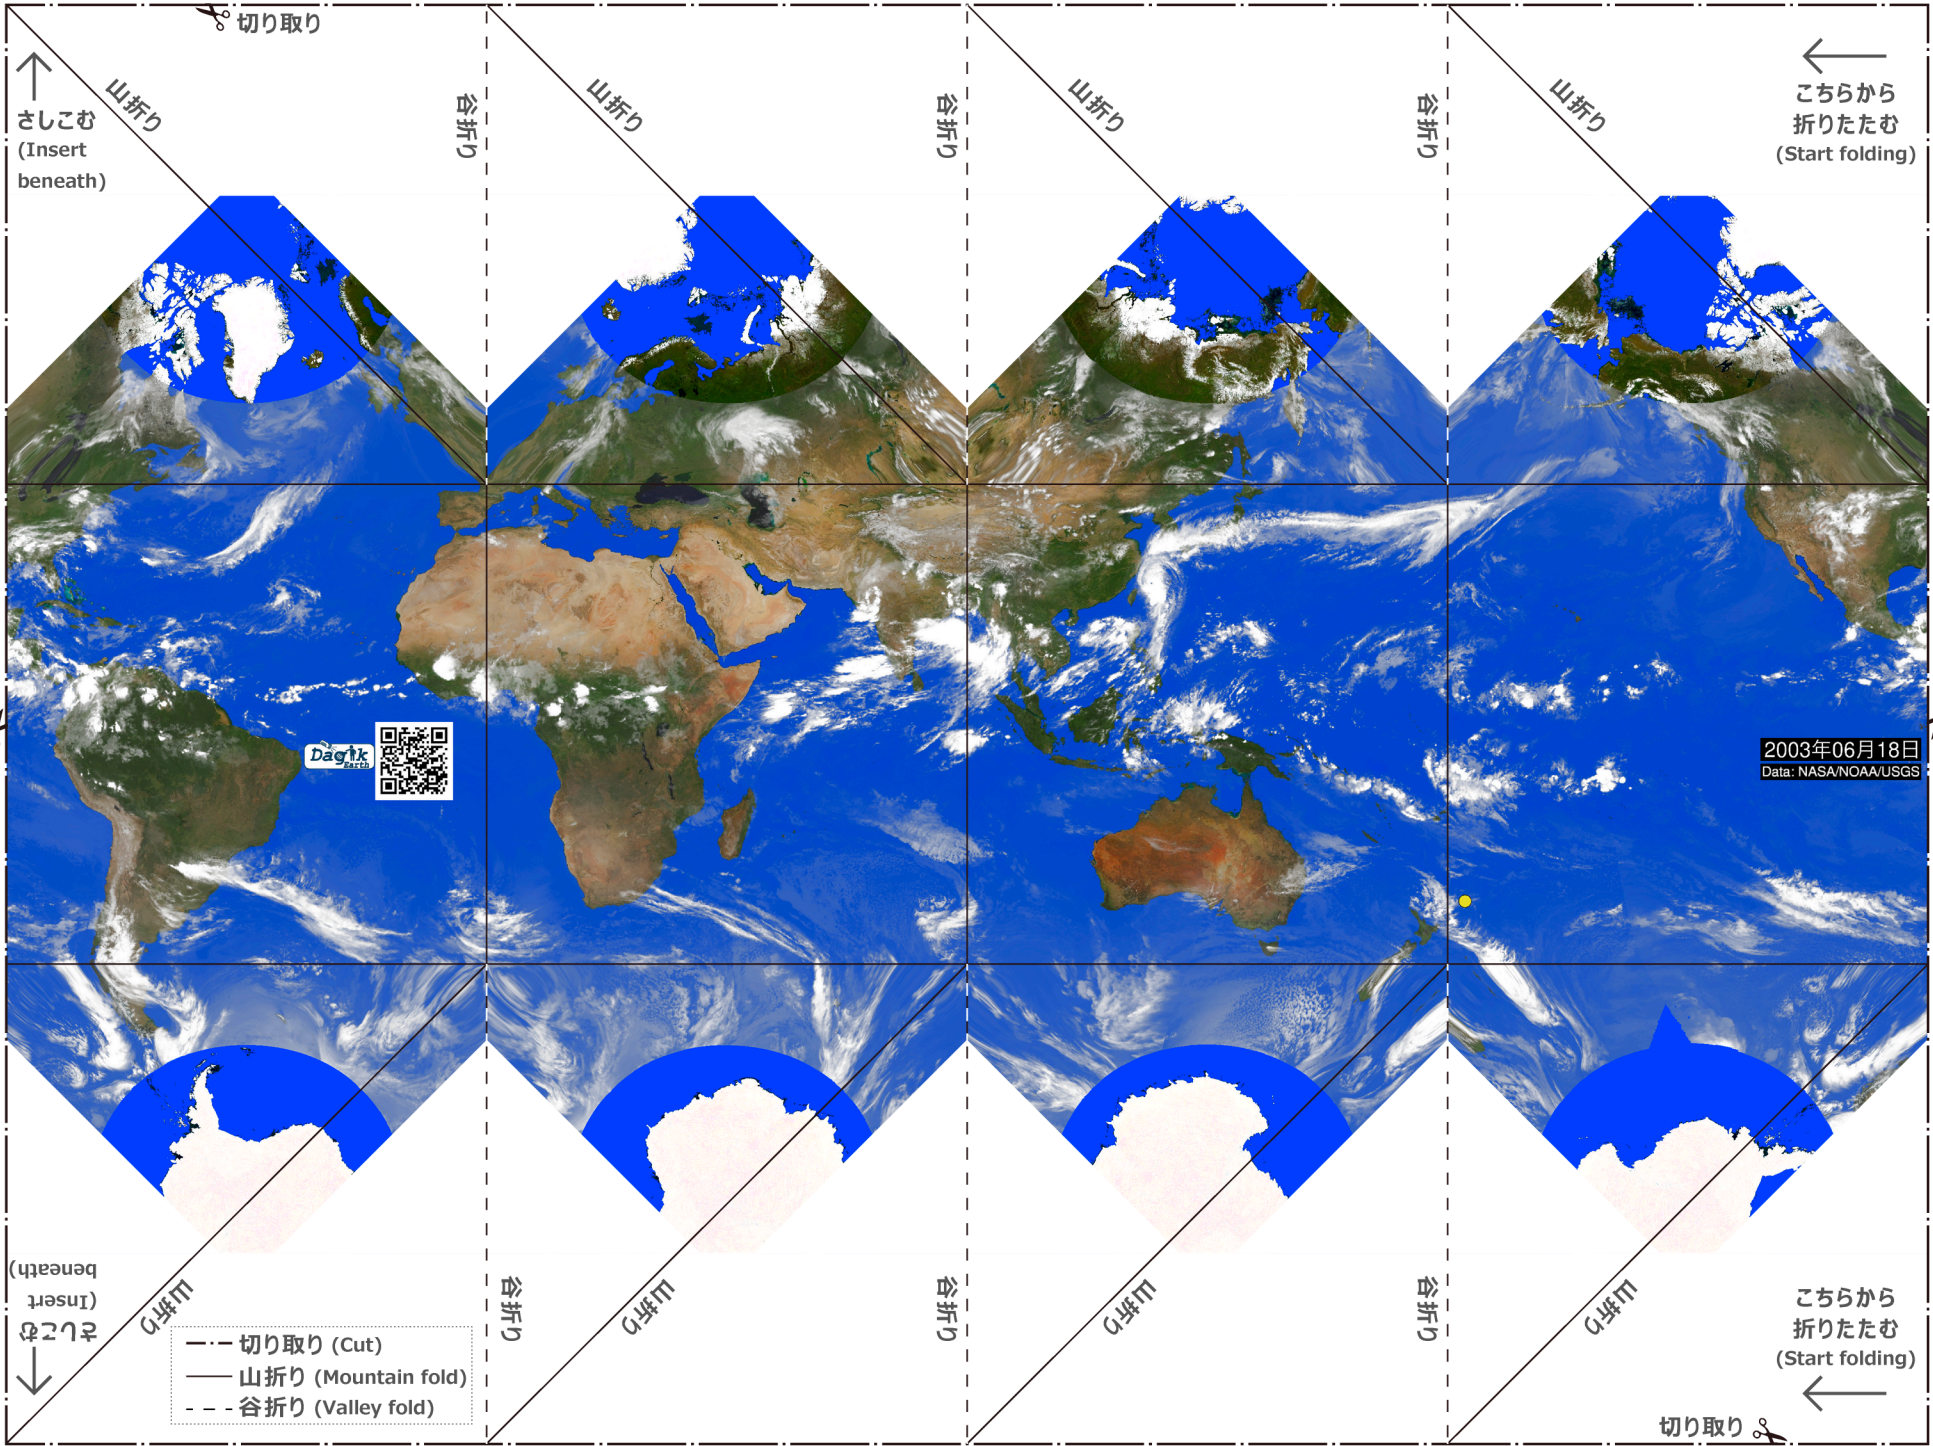 切り取り
山折り
谷折り
山折り
谷折り
山折り
谷折り
山折り
さしこむ
(Insert
beneath)
こちらから
折りたたむ
(Start folding)
Dagik
Earth
2003年06月18日
Data: NASA/NOAA/USGS
さしこむ
(Insert
beneath)
山折り
谷折り
山折り
谷折り
山折り
谷折り
山折り
こちらから
折りたたむ
(Start folding)
切り取り (Cut)
山折り (Mountain fold)
谷折り (Valley fold)
切り取り